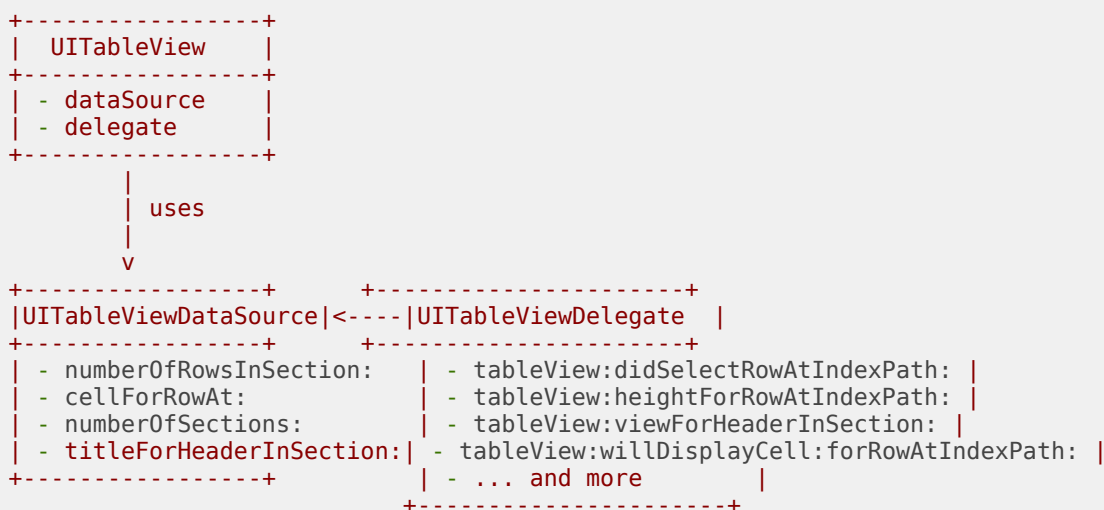 +-----------------+
|  UITableView    |
+-----------------+
| - dataSource    |
| - delegate      |
+-----------------+
        |
        | uses
        |
        v
+-----------------+      +----------------------+
|UITableViewDataSource|<----|UITableViewDelegate  |
+-----------------+      +----------------------+
| - numberOfRowsInSection:   | - tableView:didSelectRowAtIndexPath: |
| - cellForRowAt:            | - tableView:heightForRowAtIndexPath: |
| - numberOfSections:        | - tableView:viewForHeaderInSection: |
| - titleForHeaderInSection:| - tableView:willDisplayCell:forRowAtIndexPath: |
+-----------------+          | - ... and more        |
                            +----------------------+